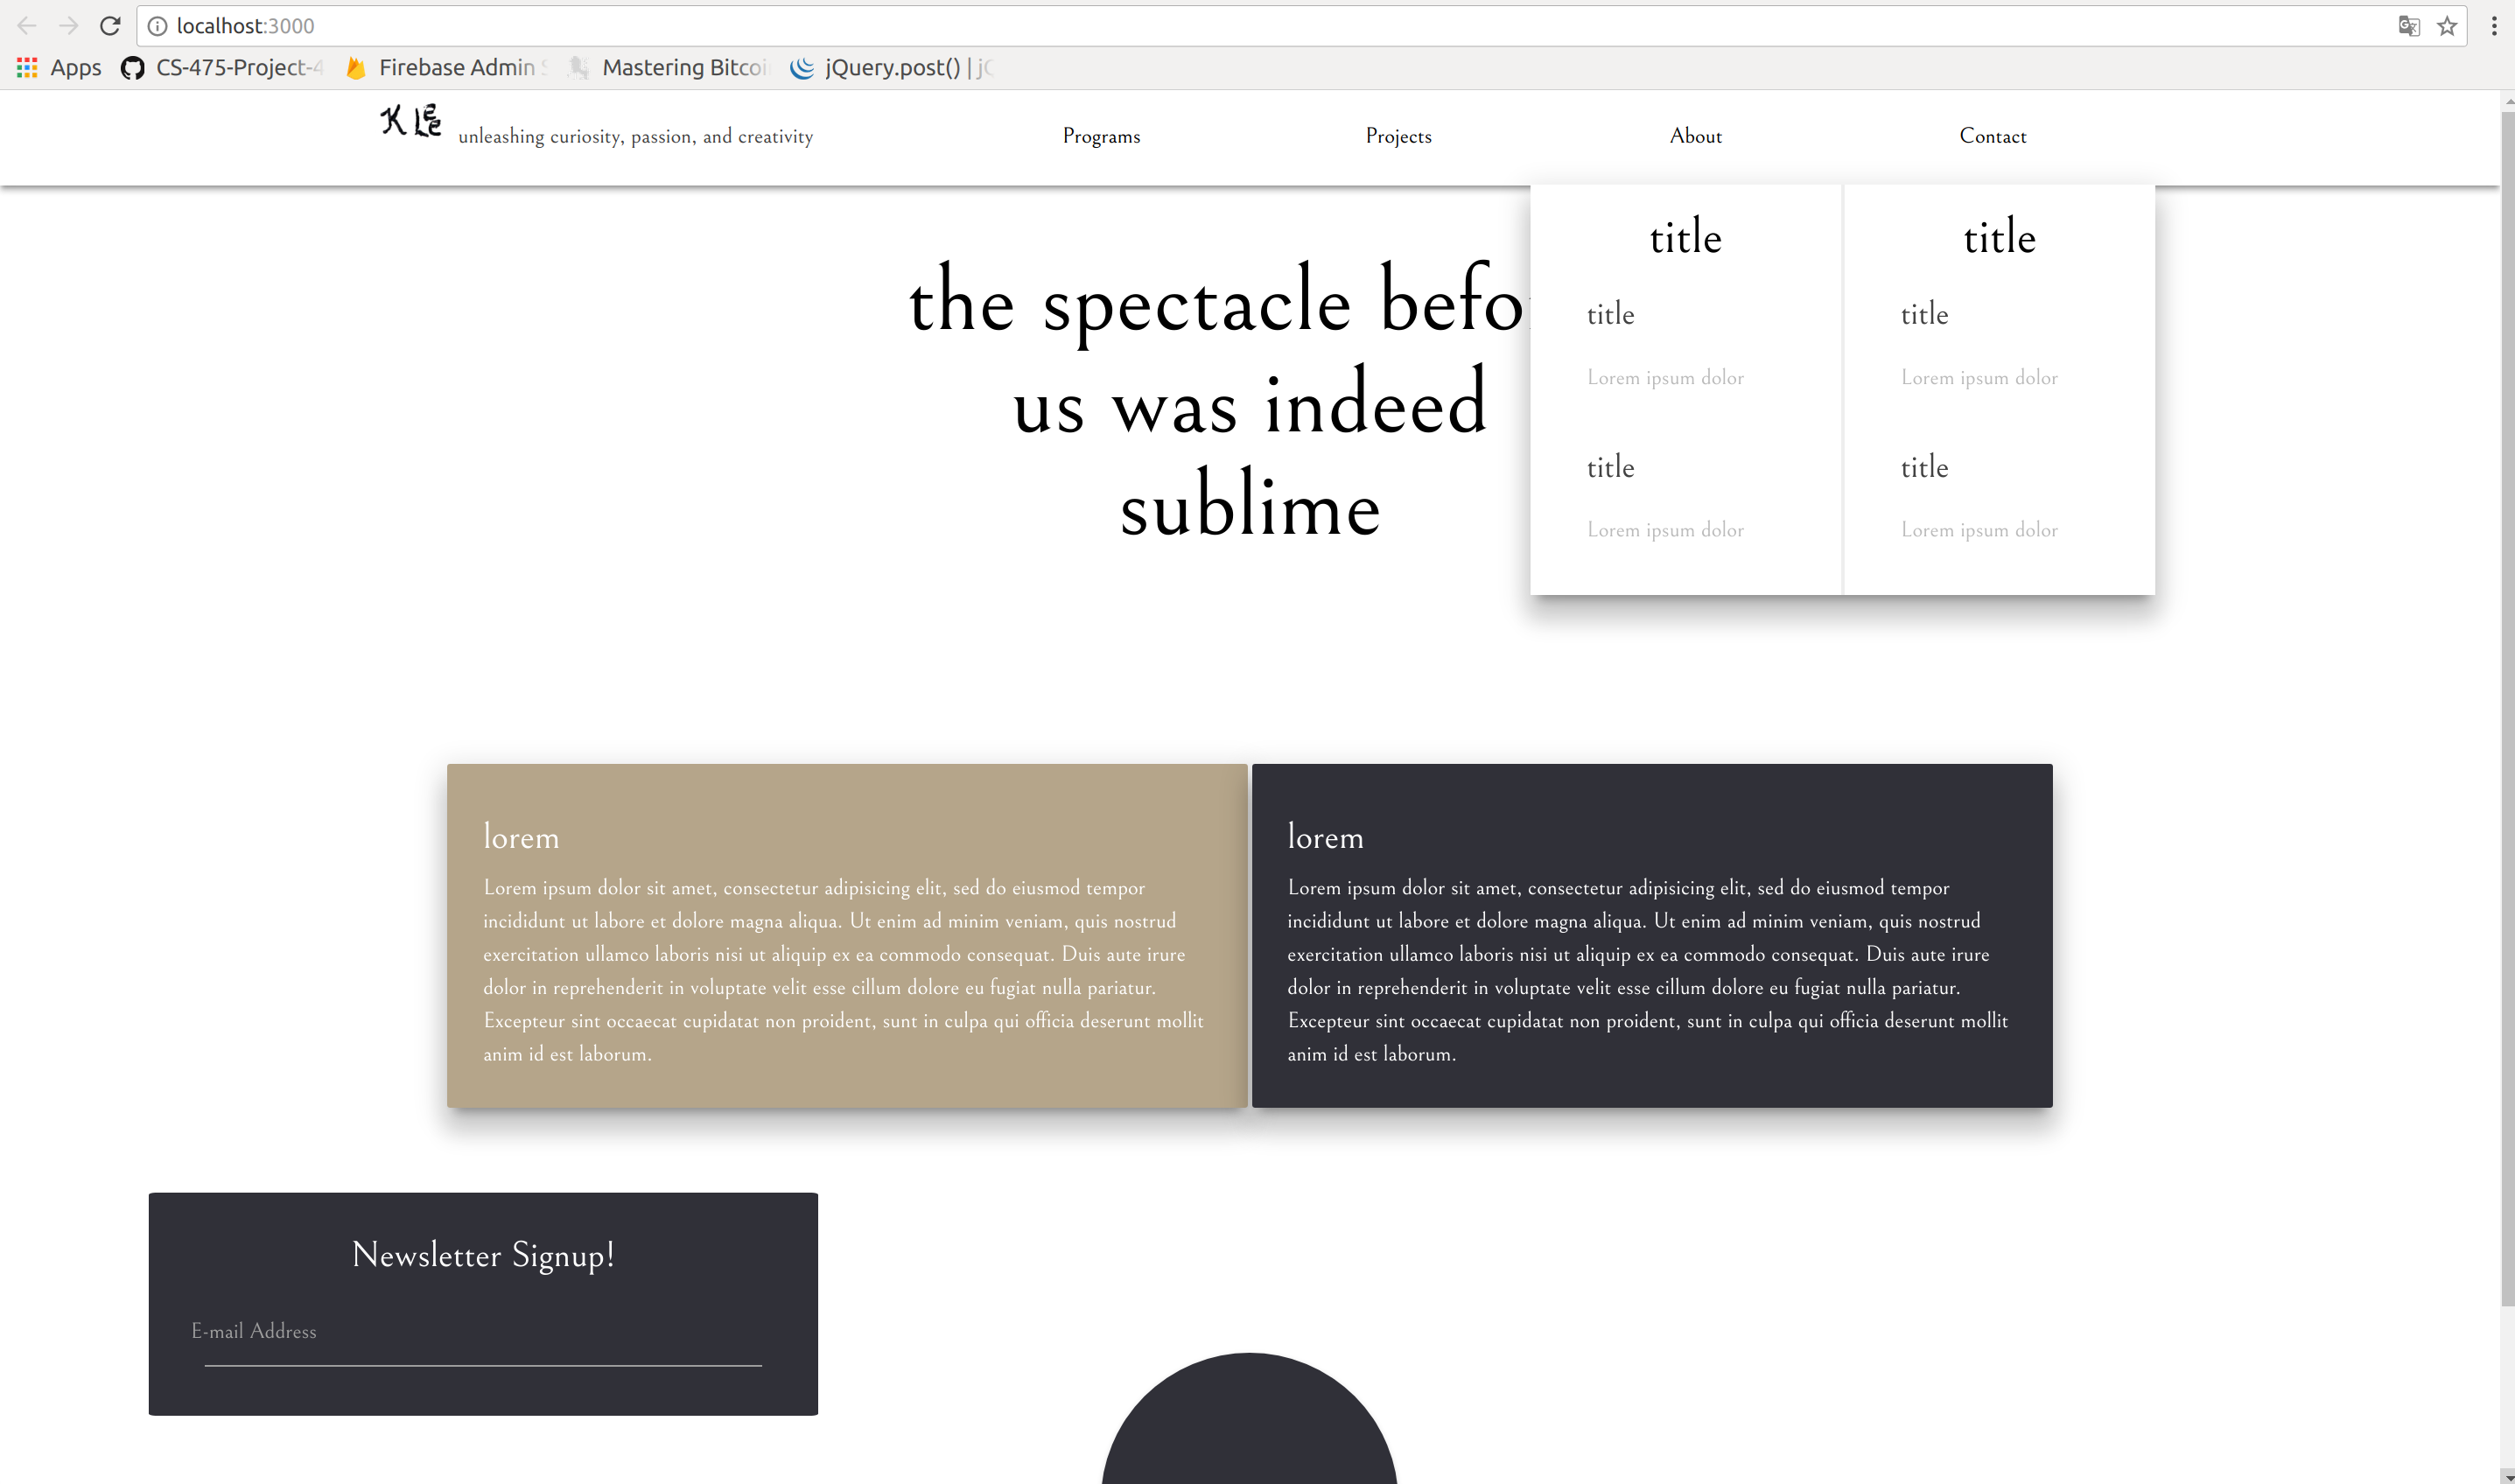 localhost:3000
Apps CS-475-Project-4 Firebase Admin Mastering Bitcoi jQuery.post() | jQ
unleashing curiosity, passion, and creativity Programs Projects About Contact
the spectacle befo
us was indeed
sublime
title title
title title
Lorem ipsum dolor Lorem ipsum dolor
title title
Lorem ipsum dolor Lorem ipsum dolor
lorem
Lorem ipsum dolor sit amet, consectetur adipisicing elit, sed do eiusmod tempor
incididunt ut labore et dolore magna aliqua. Ut enim ad minim veniam, quis nostrud
exercitation ullamco laboris nisi ut aliquip ex ea commodo consequat. Duis aute irure
dolor in reprehenderit in voluptate velit esse cillum dolore eu fugiat nulla pariatur.
Excepteur sint occaecat cupidatat non proident, sunt in culpa qui officia deserunt mollit
anim id est laborum.
lorem
Lorem ipsum dolor sit amet, consectetur adipisicing elit, sed do eiusmod tempor
incididunt ut labore et dolore magna aliqua. Ut enim ad minim veniam, quis nostrud
exercitation ullamco laboris nisi ut aliquip ex ea commodo consequat. Duis aute irure
dolor in reprehenderit in voluptate velit esse cillum dolore eu fugiat nulla pariatur.
Excepteur sint occaecat cupidatat non proident, sunt in culpa qui officia deserunt mollit
anim id est laborum.
Newsletter Signup!
E-mail Address